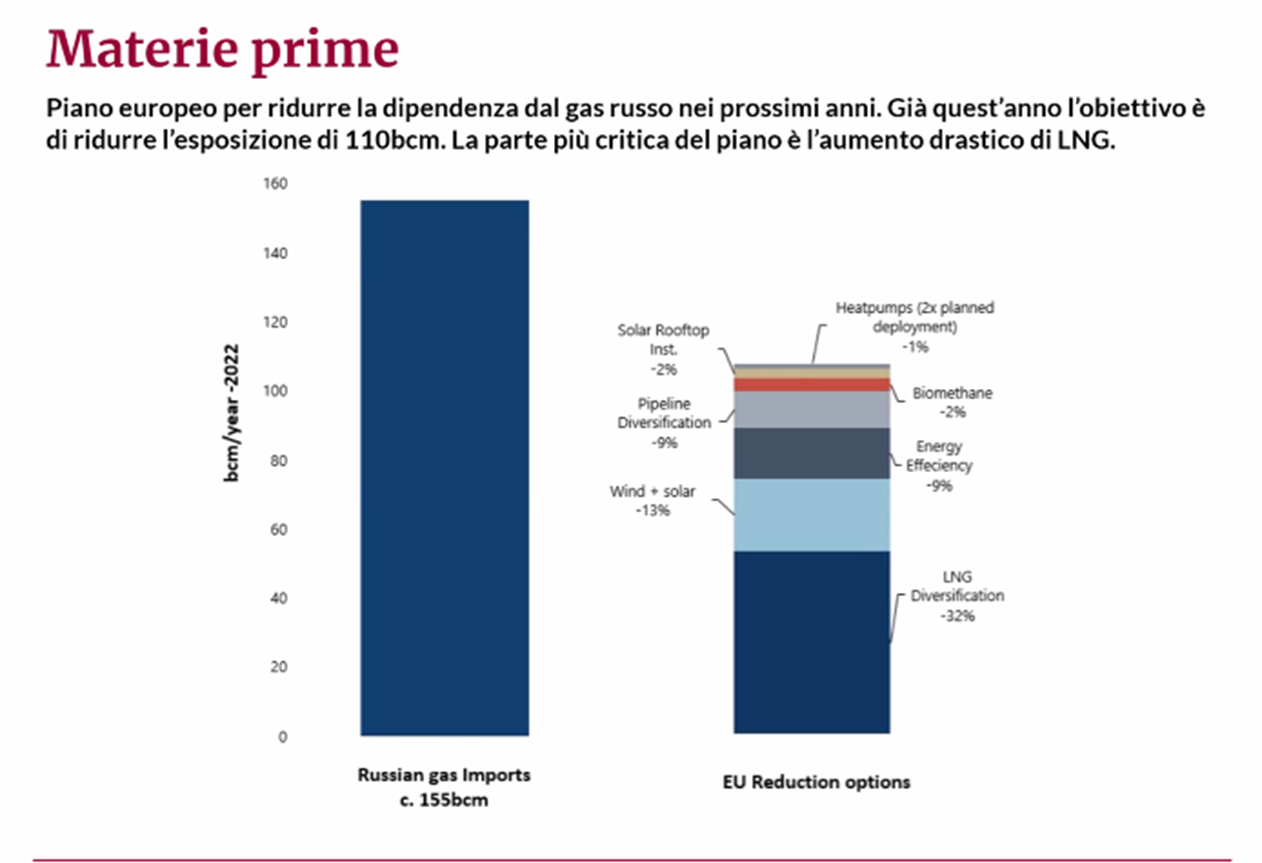 Materie prime
Piano europeo per ridurre la dipendenza dal gas russo nei prossimi anni. Già quest’anno l’obiettivo è
di ridurre l’esposizione di 110bcm. La parte più critica del piano è l’aumento drastico di LNG.
160
140
120
100
80
60
40
20
0
bcm/year -2022
Russian gas Imports
c. 155bcm
Heatpumps (2x planned
deployment)
-1%
Solar Rooftop
Inst.
-2%
Biomethane
-2%
Pipeline
Diversification
-9%
Energy
Effeciency
-9%
Wind + solar
-13%
LNG
Diversification
-32%
EU Reduction options